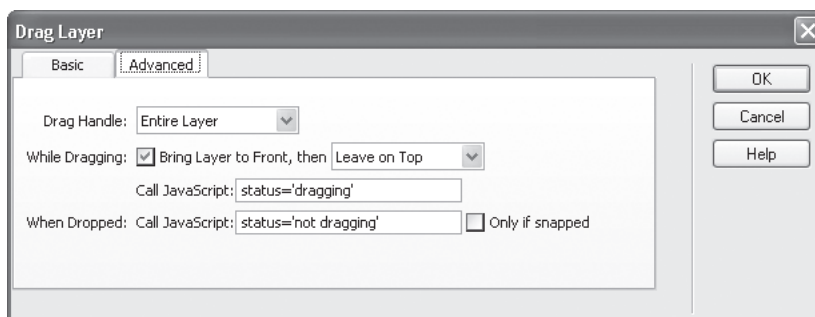 Drag Layer
Basic Advanced
OK
Drag Handle: Entire Layer
Cancel
While Dragging: Bring Layer to Front, then Leave on Top
Help
Call JavaScript: status='dragging'
When Dropped: Call JavaScript: status='not dragging' Only if snapped